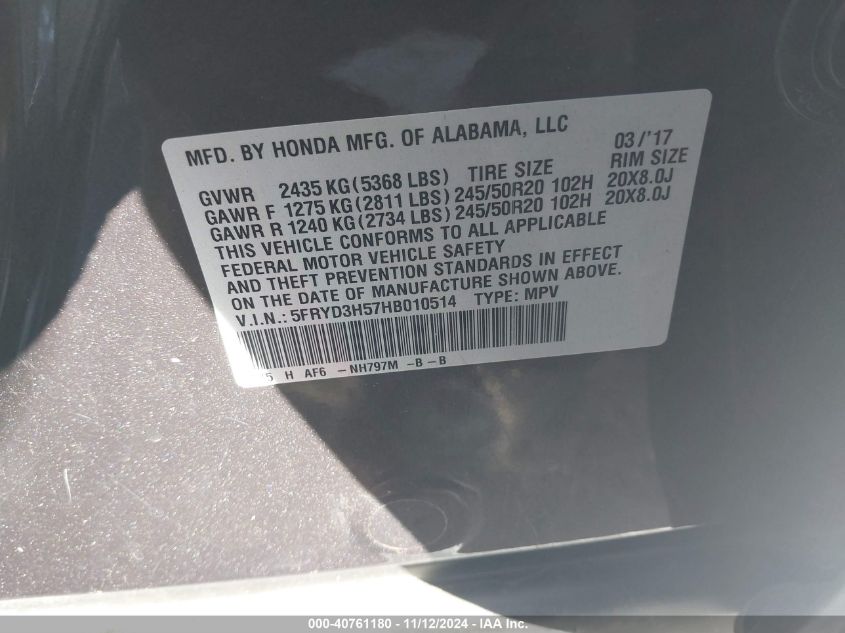 MFD. BY HONDA MFG. OF ALABAMA, LLC 03/'17
GVWR 2435 KG(5368 LBS) TIRE SIZE RIM SIZE
GAWR F 1275 KG(2811 LBS) 245/50R20 102H 20X8.0J
GAWR R 1240 KG(2734 LBS) 245/50R20 102H 20X8.0J
THIS VEHICLE CONFORMS TO ALL APPLICABLE
FEDERAL MOTOR VEHICLE SAFETY
AND THEFT PREVENTION STANDARDS IN EFFECT
ON THE DATE OF MANUFACTURE SHOWN ABOVE.
V.I.N.: 5FRYD3H57HB010514 TYPE: MPV
H AF6 -NH797M -B-B
000-40761180 - 11/12/2024 - IAA Inc.